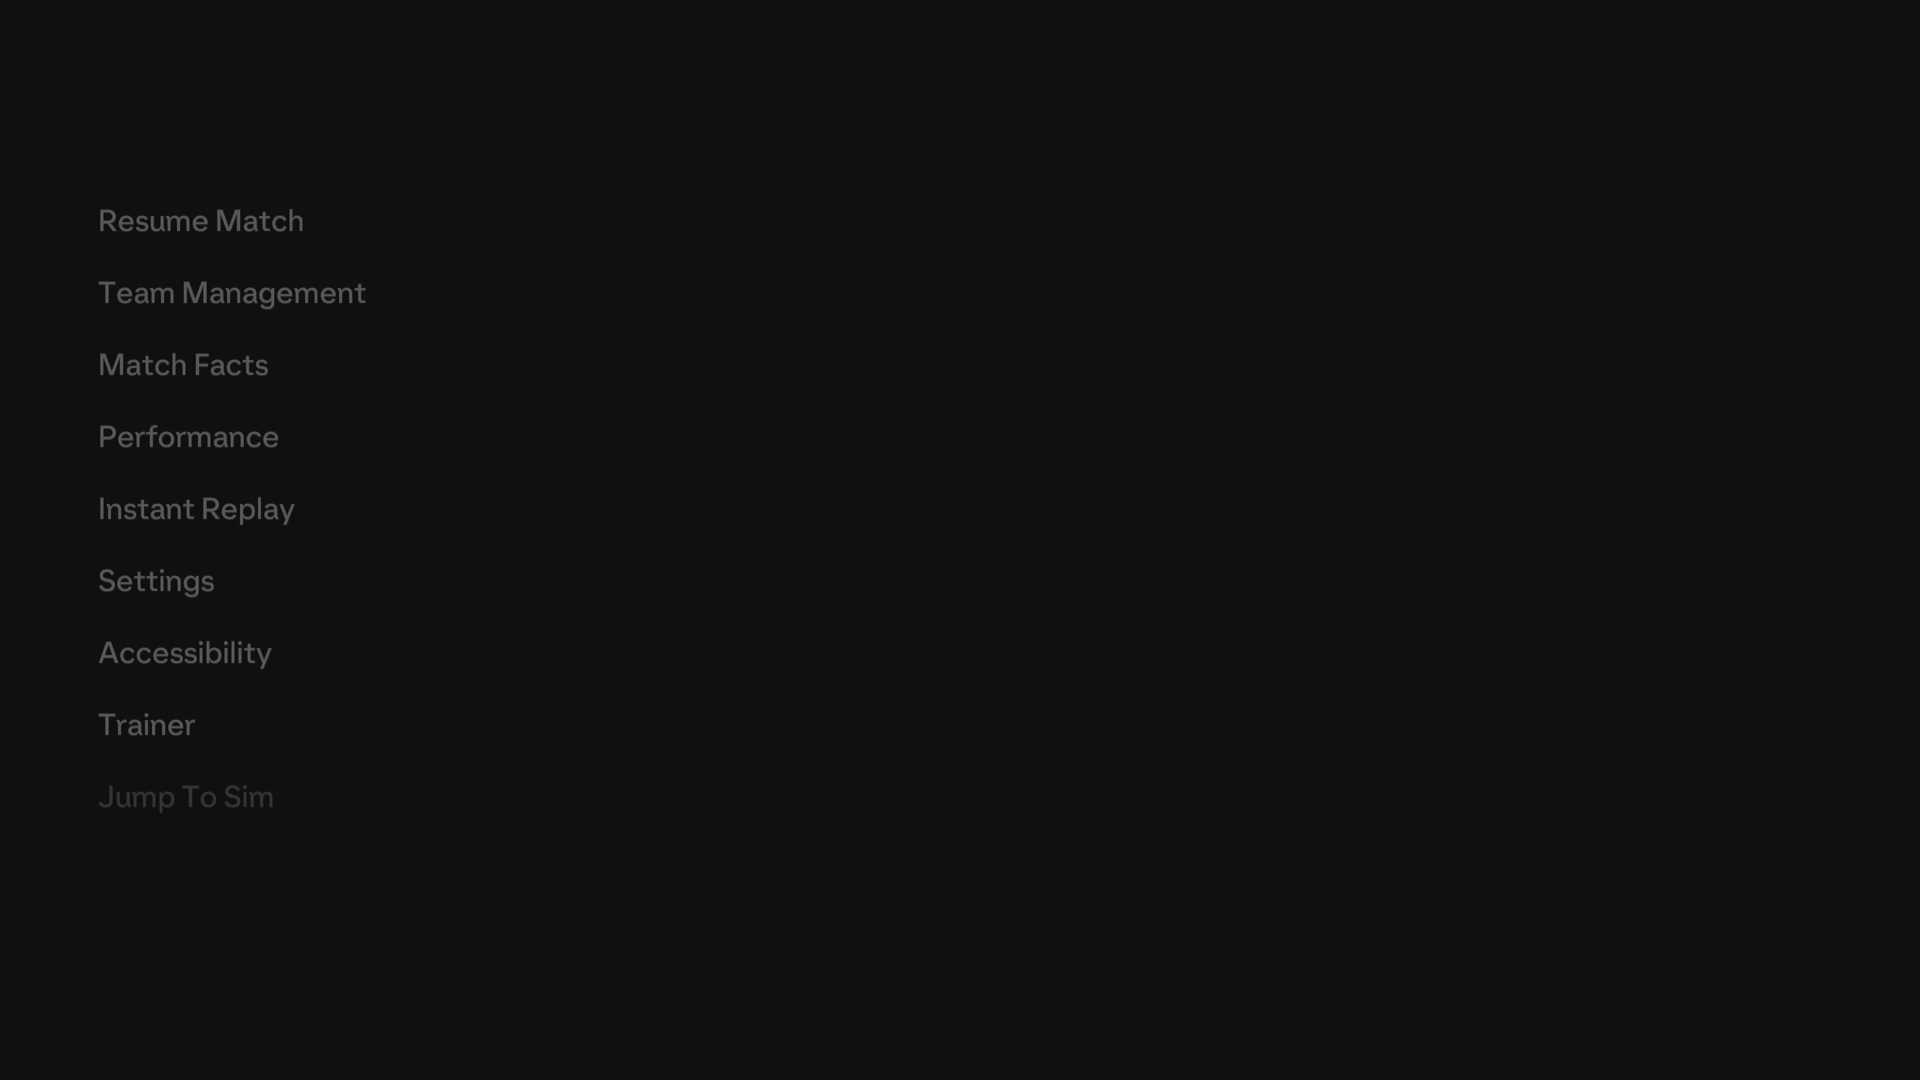 Resume Match
Team Management
Match Facts
Performance
Instant Replay
Settings
Accessibility
Trainer
Jump To Sim